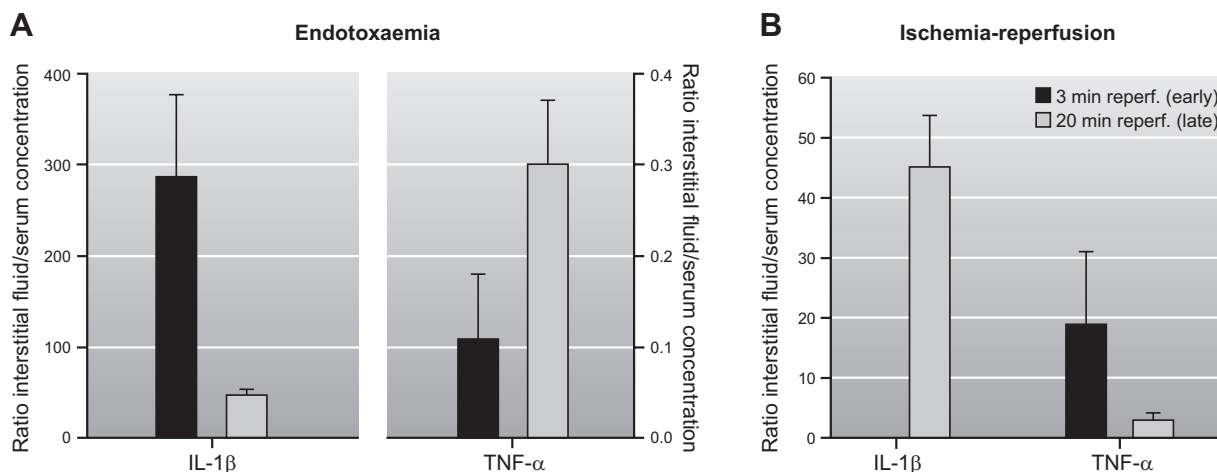 A
Endotoxaemia
Ratio interstitial fluid/serum concentration
400
300
200
100
0
IL-1β
0.4
0.3
0.2
0.1
0.0
Ratio interstitial fluid/serum concentration
TNF-α
B
Ischemia-reperfusion
Ratio interstitial fluid/serum concentration
60
50
40
30
20
10
0
3 min reperf. (early)
20 min reperf. (late)
IL-1β
TNF-α